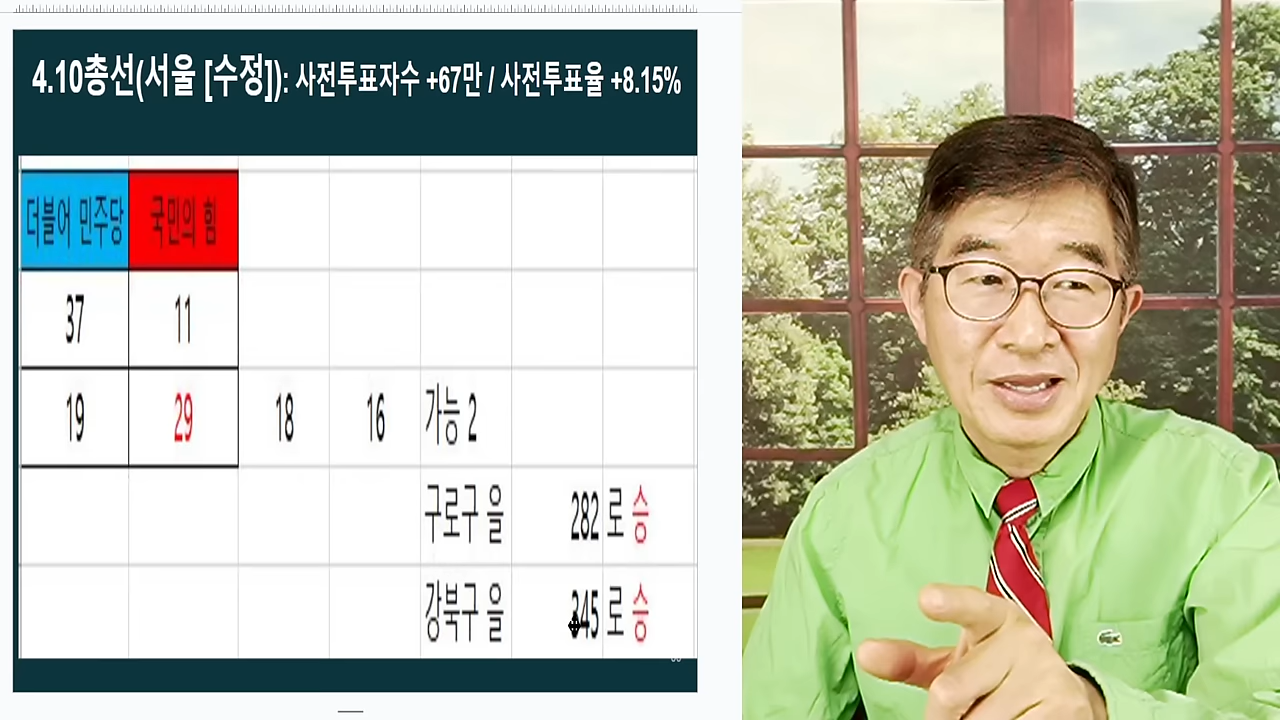 4.10총선(서울 [수정]): 사전투표자수 +67만 / 사전투표율 +8.15%
더불어 민주당 국민의 힘
37 11
19 29 18 16 가능 2
구로구 을 282 로 승
강북구 을 345 로 승